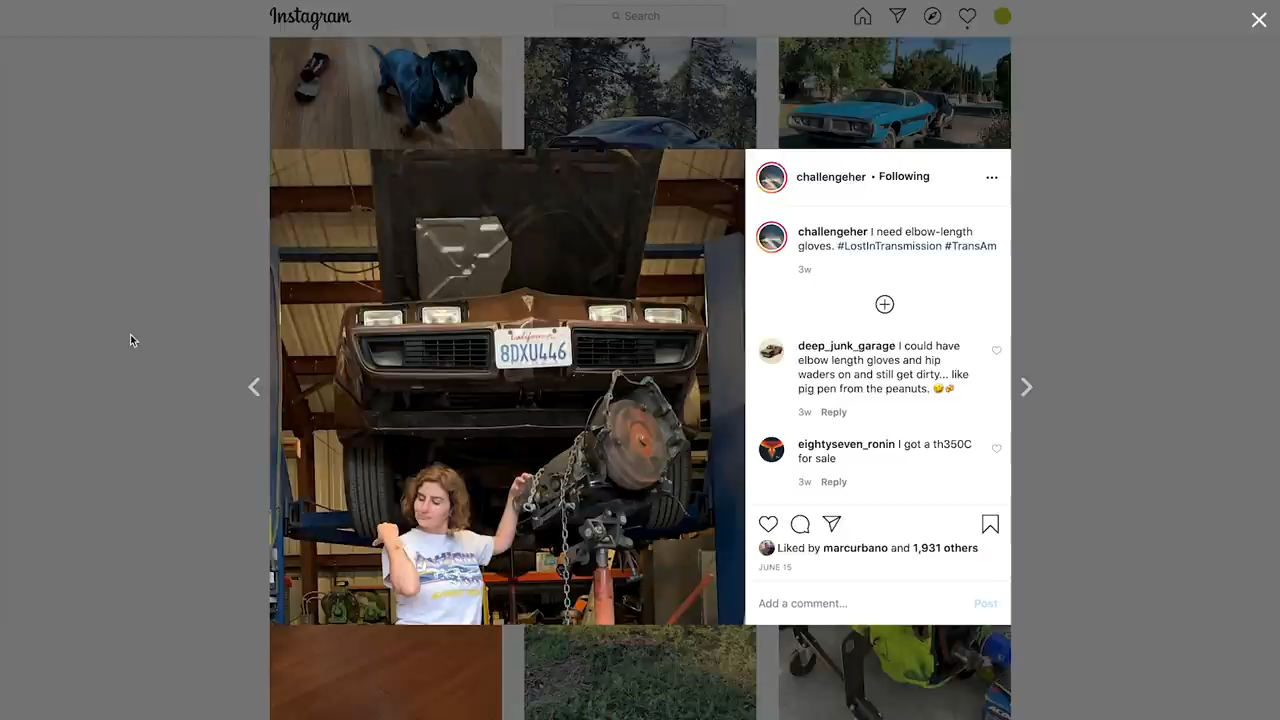 Instagram
Search
challengeher • Following
challengeher I need elbow-length
gloves. #LostInTransmission #TransAm
3w
deep_junk_garage I could have
elbow length gloves and hip
waders on and still get dirty... like
pig pen from the peanuts. 🤣🥜
3w Reply
eightyseven_ronin I got a th350C
for sale
3w Reply
Liked by marcurbano and 1,931 others
JUNE 15
Add a comment... Post
California
8DXU446